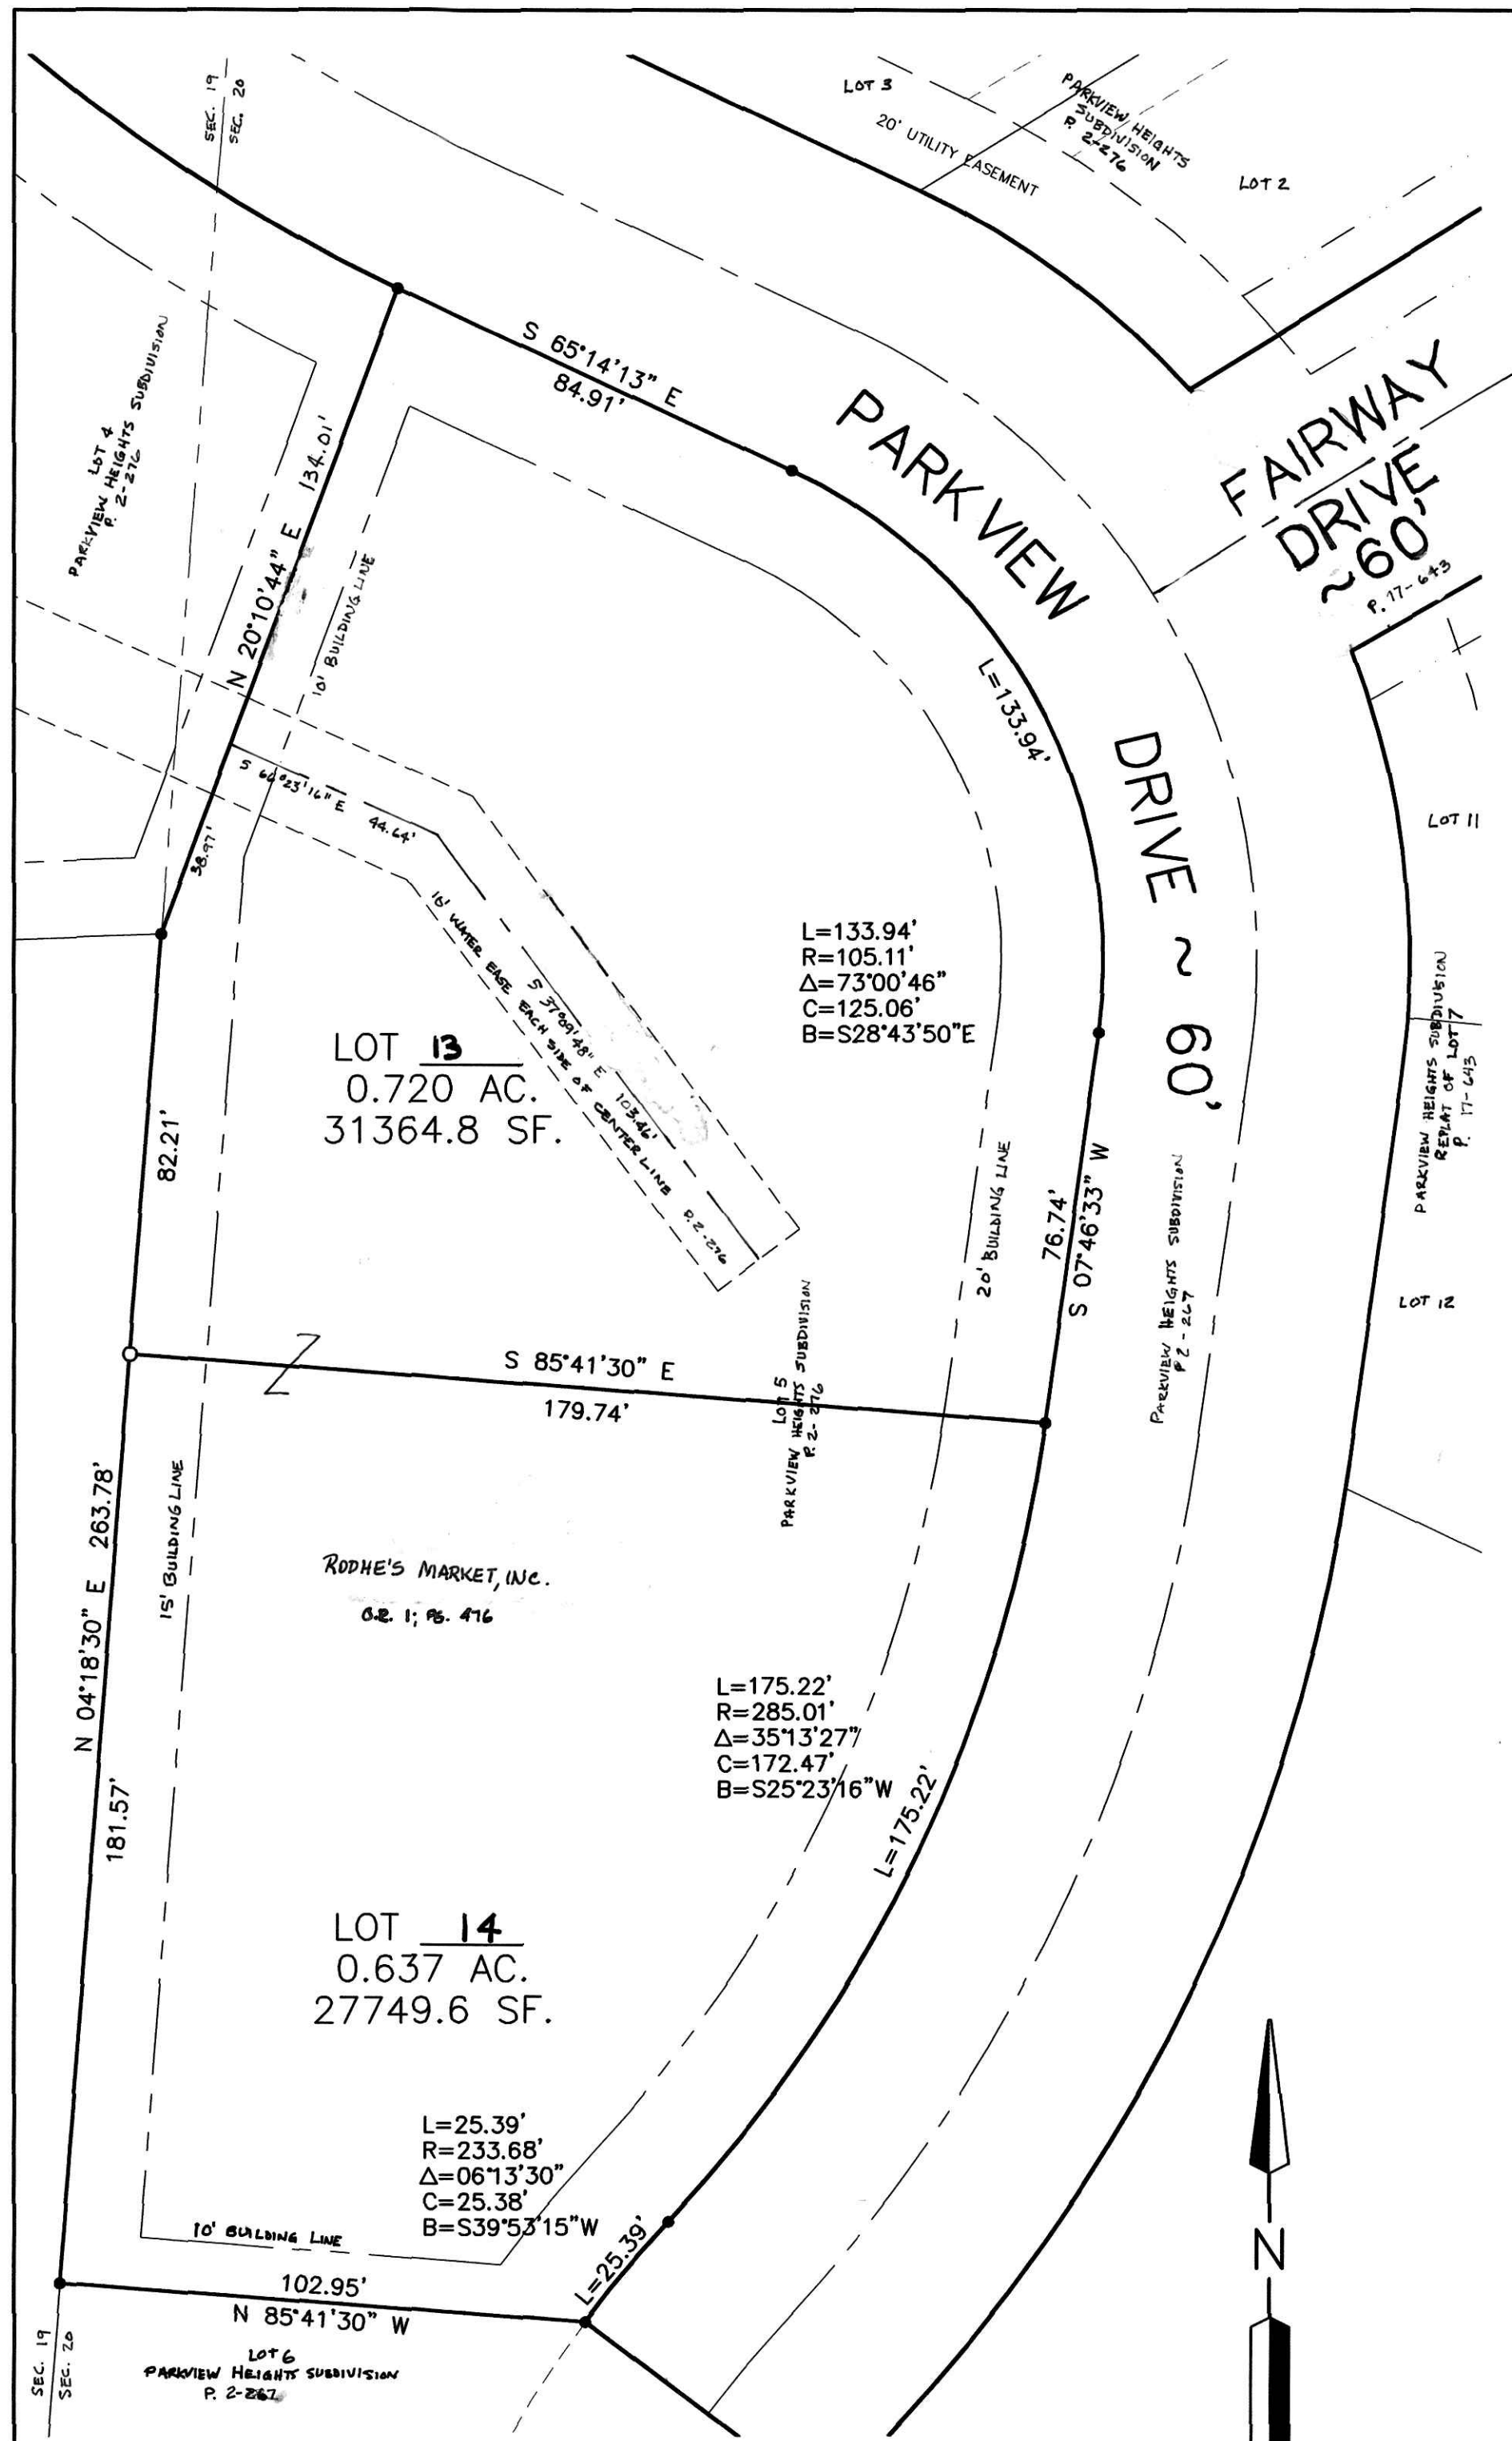 SEC. 19
SEC. 20
LOT 3
20' UTILITY EASEMENT
PARKVIEW HEIGHTS
SUBDIVISION
P. 2-276
LOT 2
LOT 4
PARKVIEW HEIGHTS SUBDIVISION
P. 2-276
S 65°14'13" E
84.91'
N 20°10'44" E 134.01'
38.97'
10' BUILDING LINE
PARKVIEW DRIVE ~ 60'
FAIRWAY
DRIVE
~60'
P. 17-643
L=133.94'
S 66°23'16" E 44.64'
16' WATER EASE EACH SIDE OF CENTER LINE P.2-276
S 37°09'48" E 103.46'
L=133.94'
R=105.11'
Δ=73°00'46"
C=125.06'
B=S28°43'50"E
LOT 11
LOT 13
0.720 AC.
31364.8 SF.
82.21'
20' BUILDING LINE
76.74'
S 07°46'33" W
PARKVIEW HEIGHTS SUBDIVISION
P 2-267
PARKVIEW HEIGHTS SUBDIVISION
REPLAT OF LOT 7
P. 17-643
LOT 12
S 85°41'30" E
179.74'
LOT 5
PARKVIEW HEIGHTS SUBDIVISION
P. 2-276
N 04°18'30" E 263.78'
15' BUILDING LINE
RODHE'S MARKET, INC.
O.R. 1; PG. 476
L=175.22'
R=285.01'
Δ=35°13'27"
C=172.47'
B=S25°23'16"W
L=175.22'
181.57'
LOT 14
0.637 AC.
27749.6 SF.
L=25.39'
R=233.68'
Δ=06°13'30"
C=25.38'
B=S39°53'15"W
10' BUILDING LINE
L=25.39'
102.95'
N 85°41'30" W
N
SEC. 19
SEC. 20
LOT 6
PARKVIEW HEIGHTS SUBDIVISION
P. 2-267